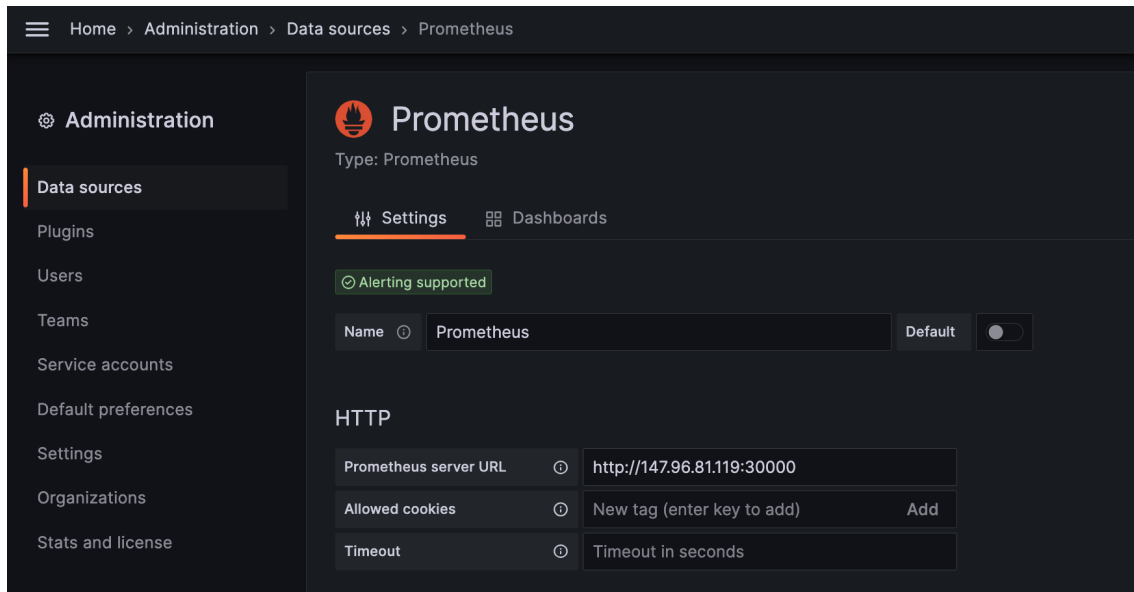 Home › Administration › Data sources › Prometheus
Administration
Data sources
Plugins
Users
Teams
Service accounts
Default preferences
Settings
Organizations
Stats and license
Prometheus
Type: Prometheus
Settings Dashboards
Alerting supported
Name Prometheus Default
HTTP
Prometheus server URL http://147.96.81.119:30000
Allowed cookies New tag (enter key to add) Add
Timeout Timeout in seconds